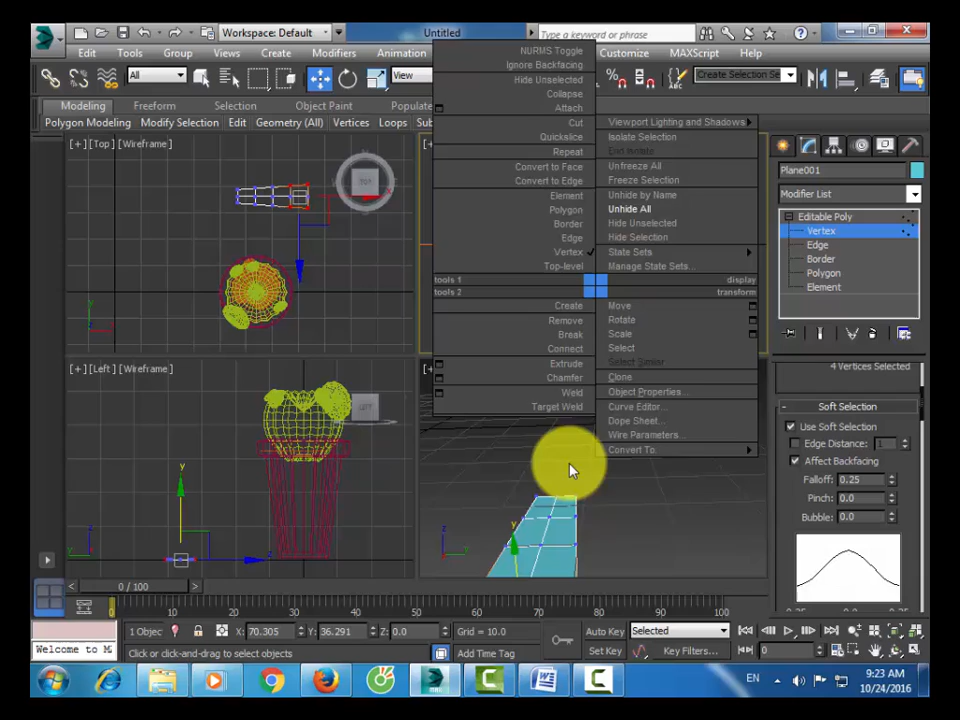 Workspace: Default
Untitled
Type a keyword or phrase
Edit Tools Group Views Create Modifiers Animation Customize MAXScript Help
All
View
Create Selection Se
Modeling Freeform Selection Object Paint Populate
Polygon Modeling Modify Selection Edit Geometry (All) Vertices Loops Sub
[+] [Top] [Wireframe]
TOP
y
z
x
[+] [Left] [Wireframe]
LEFT
y
z
z
y
NURMS Toggle
Ignore Backfacing
Hide Unselected
Collapse
Attach
Cut
Quickslice
Repeat
Convert to Face
Convert to Edge
Element
Polygon
Border
Edge
Vertex
Top-level
tools 1
tools 2
Create
Remove
Break
Connect
Extrude
Chamfer
Weld
Target Weld
Viewport Lighting and Shadows
Isolate Selection
End Isolate
Unfreeze All
Freeze Selection
Unhide by Name
Unhide All
Hide Unselected
Hide Selection
State Sets
Manage State Sets...
display
transform
Move
Rotate
Scale
Select
Select Similar
Clone
Object Properties...
Curve Editor...
Dope Sheet...
Wire Parameters...
Convert To:
y
z
y
Plane001
Modifier List
Editable Poly
Vertex
Edge
Border
Polygon
Element
4 Vertices Selected
- Soft Selection
Use Soft Selection
Edge Distance: 1
Affect Backfacing
Falloff: 0.25
Pinch: 0.0
Bubble: 0.0
0 / 100
0 10 20 30 40 50 60 70 80 90 100
1 Objec X: 70.305 Y: 36.291 Z: 0.0 Grid = 10.0 Auto Key Selected
Welcome to M Click or click-and-drag to select objects Add Time Tag Set Key Key Filters... 0
EN
9:23 AM
10/24/2016